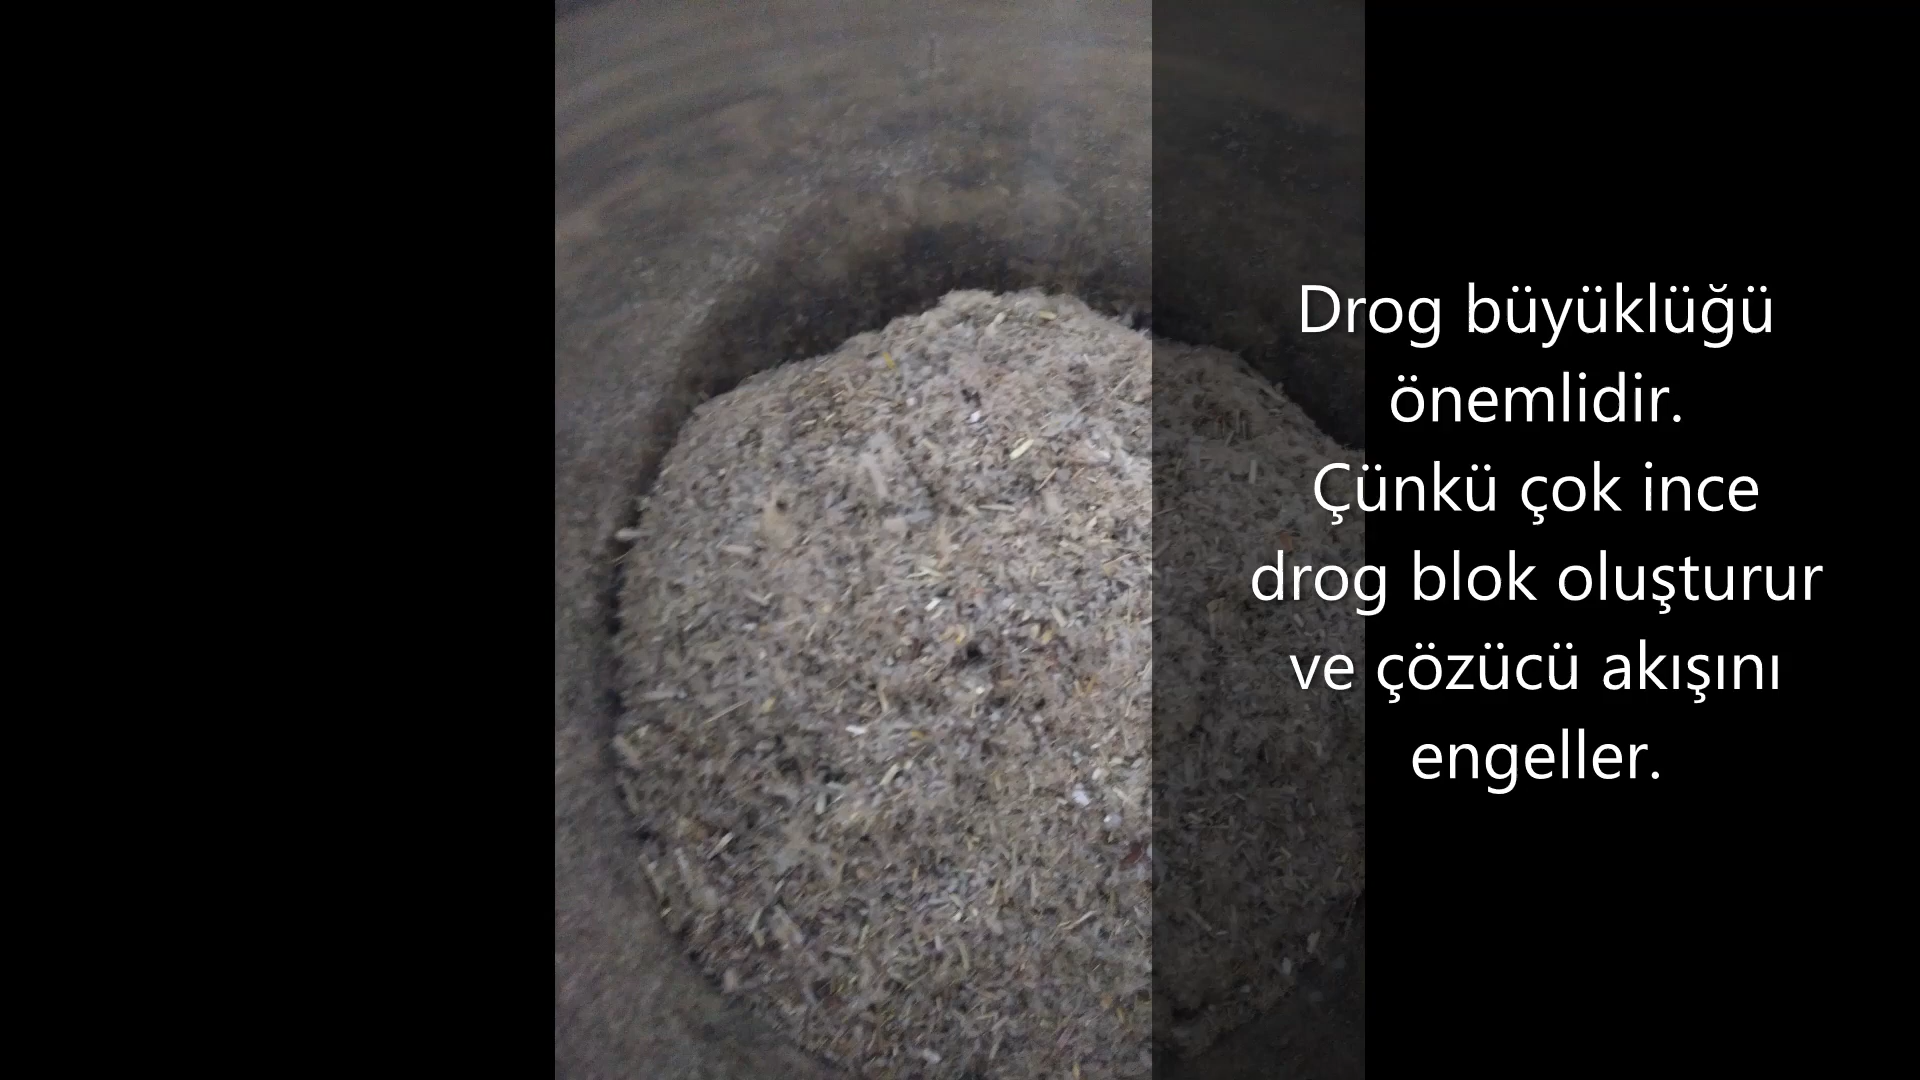 Drog büyüklüğü
önemlidir.
Çünkü çok ince
drog blok oluşturur
ve çözücü akışını
engeller.